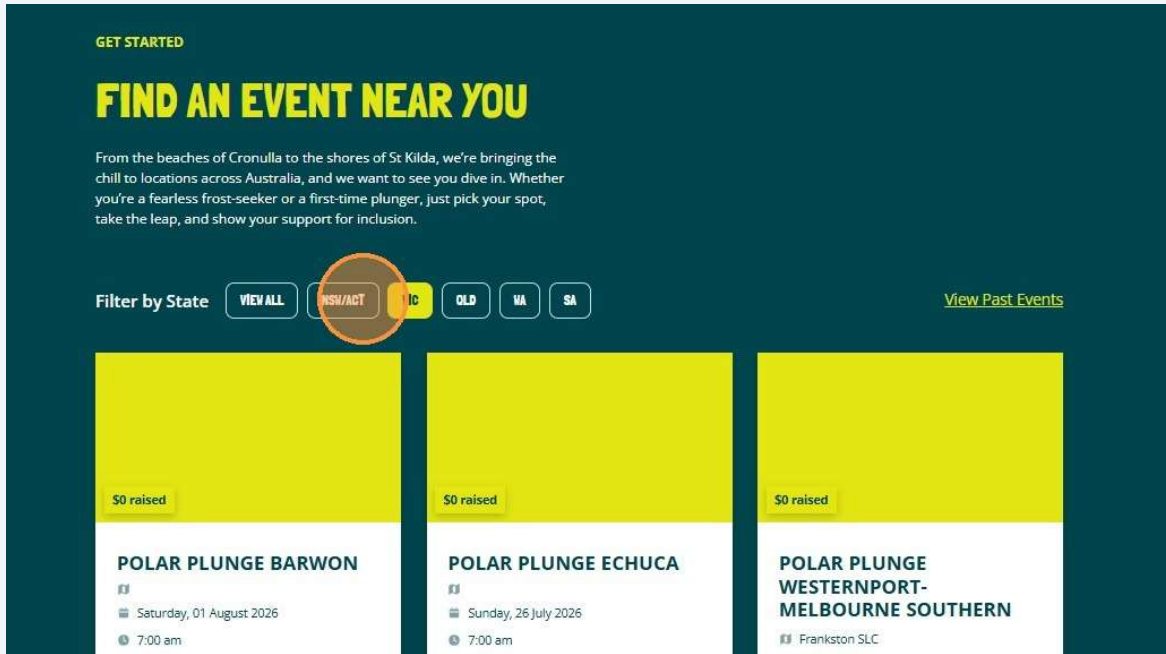 GET STARTED
FIND AN EVENT NEAR YOU
From the beaches of Cronulla to the shores of St Kilda, we're bringing the
chill to locations across Australia, and we want to see you dive in. Whether
you're a fearless frost-seeker or a first-time plunger, just pick your spot,
take the leap, and show your support for inclusion.
Filter by State VIEW ALL NSW/ACT VIC QLD WA SA View Past Events
$0 raised $0 raised $0 raised
POLAR PLUNGE BARWON
Saturday, 01 August 2026
7:00 am
POLAR PLUNGE ECHUCA
Sunday, 26 July 2026
7:00 am
POLAR PLUNGE
WESTERNPORT-
MELBOURNE SOUTHERN
Frankston SLC